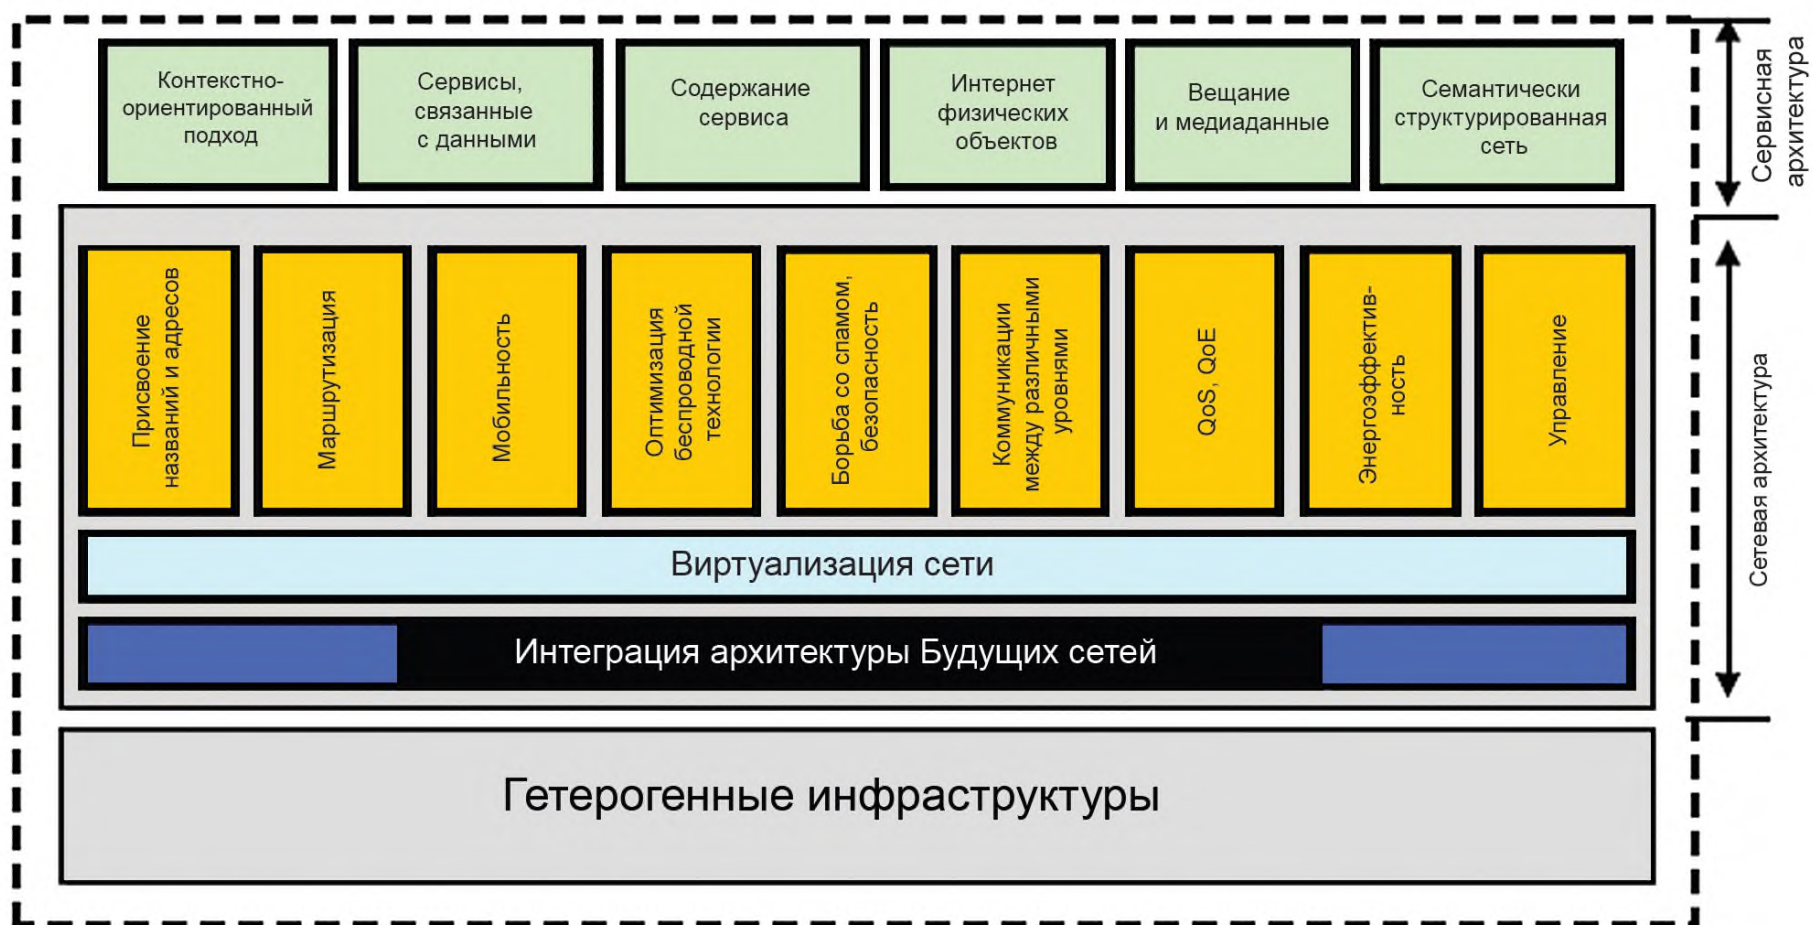 Контекстно-
ориентированный
подход
Сервисы,
связанные
с данными
Содержание
сервиса
Интернет
физических
объектов
Вещание
и медиаданные
Семантически
структурированная
сеть
Сервисная
архитектура
Присвоение
названий и адресов
Маршрутизация
Мобильность
Оптимизация
беспроводной
технологии
Борьба со спамом,
безопасность
Коммуникации
между различными
уровнями
QoS, QoE
Энергоэффектив-
ность
Управление
Сетевая архитектура
Виртуализация сети
Интеграция архитектуры Будущих сетей
Гетерогенные инфраструктуры